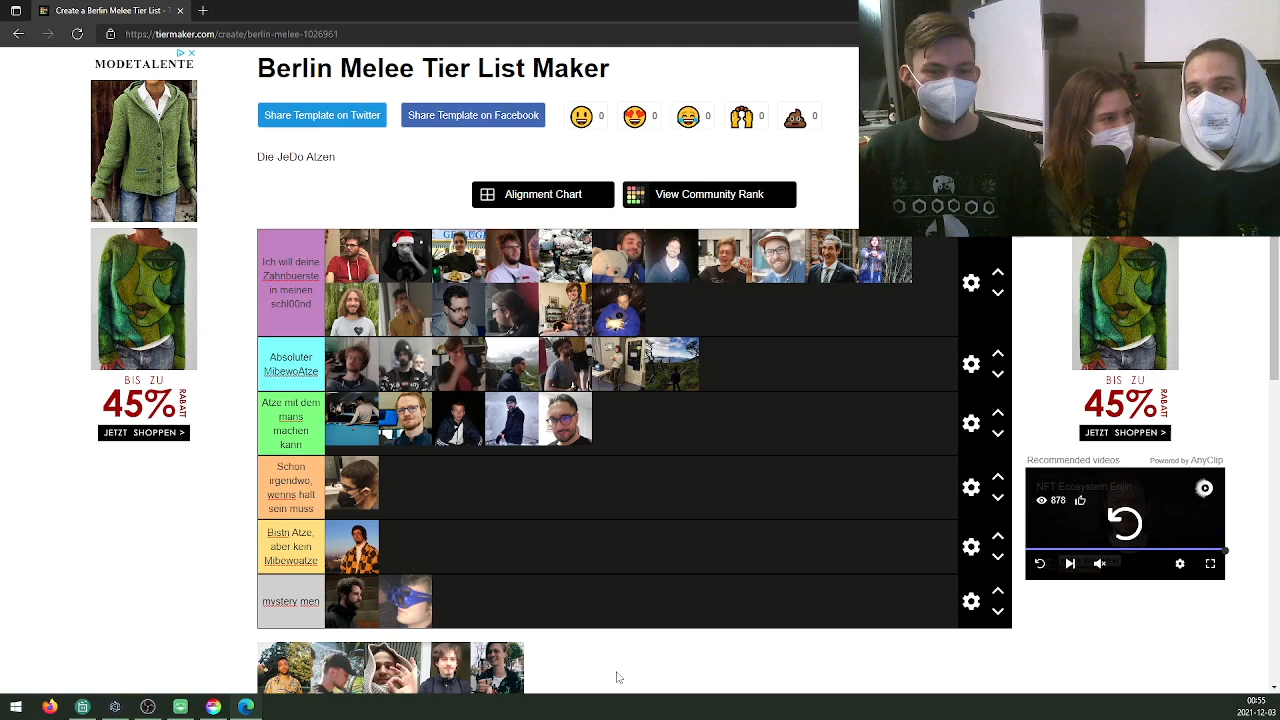 Create a Berlin Melee Tier List -
https://tiermaker.com/create/berlin-melee-1026961
MODETALENTE
Berlin Melee Tier List Maker
Share Template on Twitter
Share Template on Facebook
0
0
0
0
0
Die JeDo Atzen
Alignment Chart
View Community Rank
Ich will deine
Zahnbuerste
in meinen
schl00nd
Absoluter
MibewoAtze
Atze mit dem
mans
machen
kann
Schon
irgendwo,
wenns halt
sein muss
Bistn Atze,
aber kein
Mibewoatze
mystery men
BIS ZU
45%
RABATT
JETZT SHOPPEN >
BIS ZU
45%
RABATT
JETZT SHOPPEN >
Recommended videos
Powered by AnyClip
NFT Ecosystem Enjin
878
00:55
2021-12-03